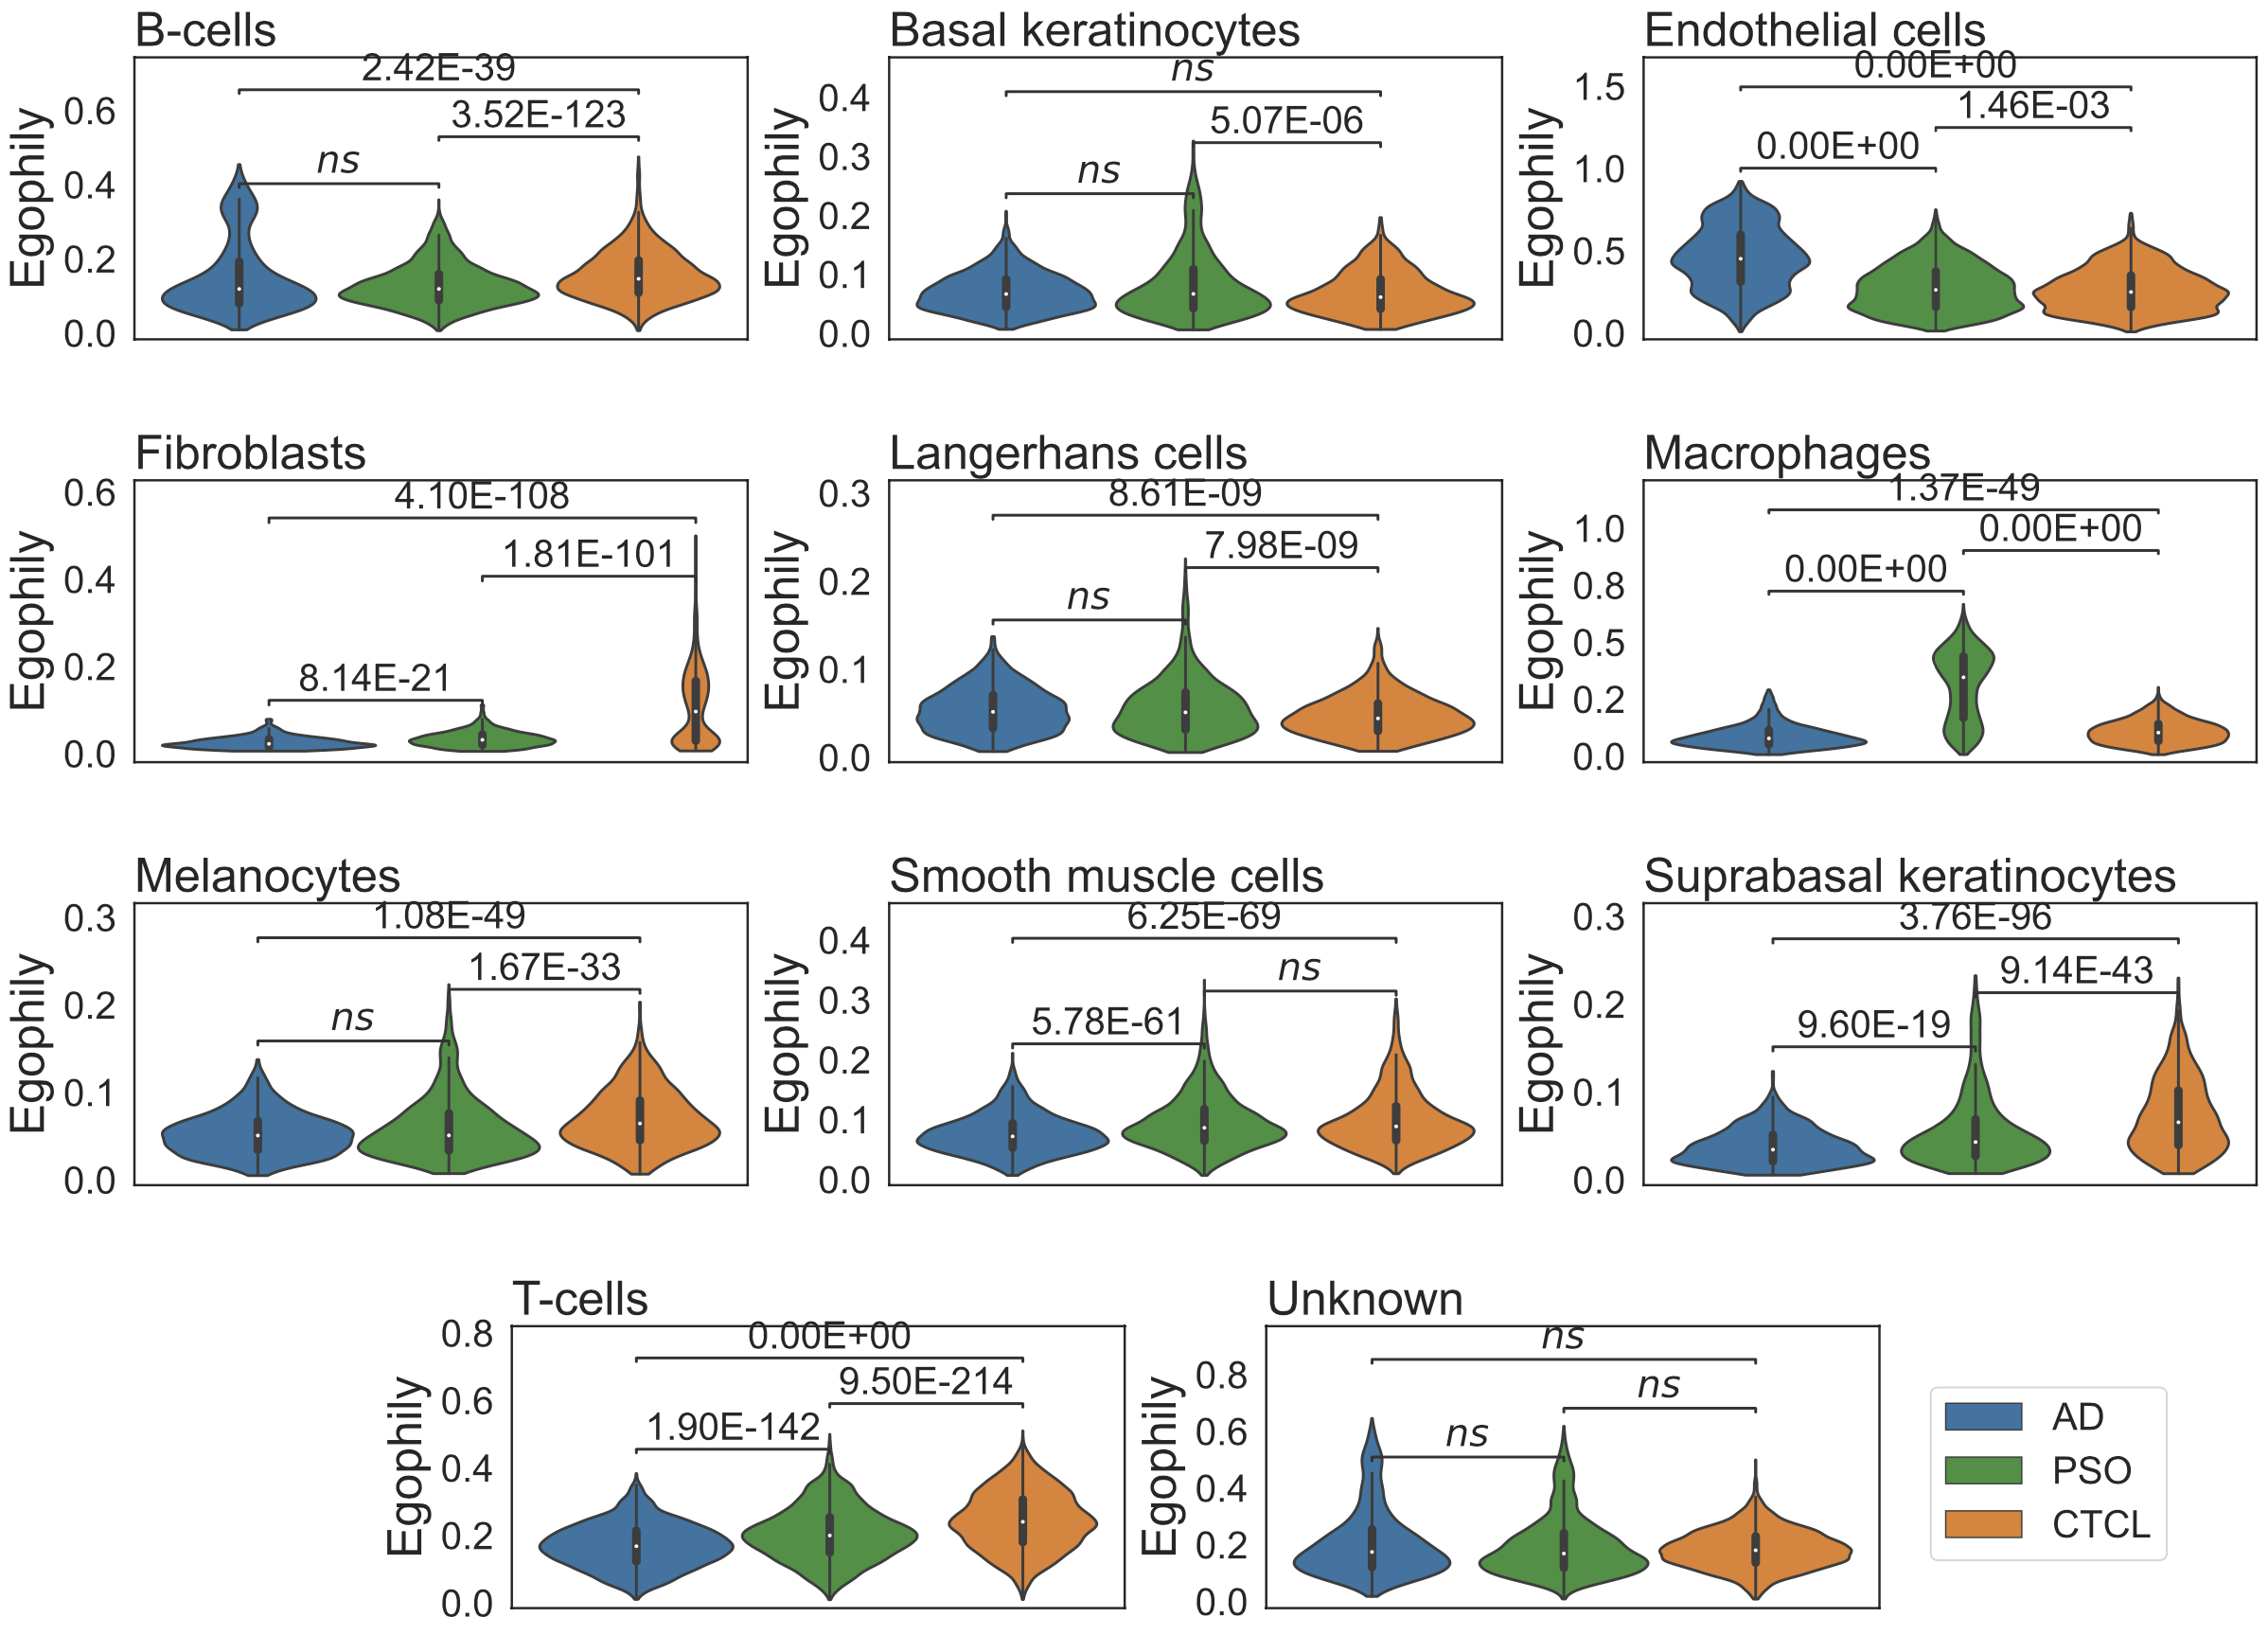 B-cells
2.42E-39
3.52E-123
ns
Egophily
0.6
0.4
0.2
0.0
Basal keratinocytes
ns
5.07E-06
ns
Egophily
0.4
0.3
0.2
0.1
0.0
Endothelial cells
0.00E+00
1.46E-03
0.00E+00
Egophily
1.5
1.0
0.5
0.0
Fibroblasts
4.10E-108
1.81E-101
8.14E-21
Egophily
0.6
0.4
0.2
0.0
Langerhans cells
8.61E-09
7.98E-09
ns
Egophily
0.3
0.2
0.1
0.0
Macrophages
1.37E-49
0.00E+00
0.00E+00
Egophily
1.0
0.8
0.5
0.2
0.0
Melanocytes
1.08E-49
1.67E-33
ns
Egophily
0.3
0.2
0.1
0.0
Smooth muscle cells
6.25E-69
ns
5.78E-61
Egophily
0.4
0.3
0.2
0.1
0.0
Suprabasal keratinocytes
3.76E-96
9.14E-43
9.60E-19
Egophily
0.3
0.2
0.1
0.0
T-cells
0.00E+00
9.50E-214
1.90E-142
Egophily
0.8
0.6
0.4
0.2
0.0
Unknown
ns
ns
ns
Egophily
0.8
0.6
0.4
0.2
0.0
AD
PSO
CTCL